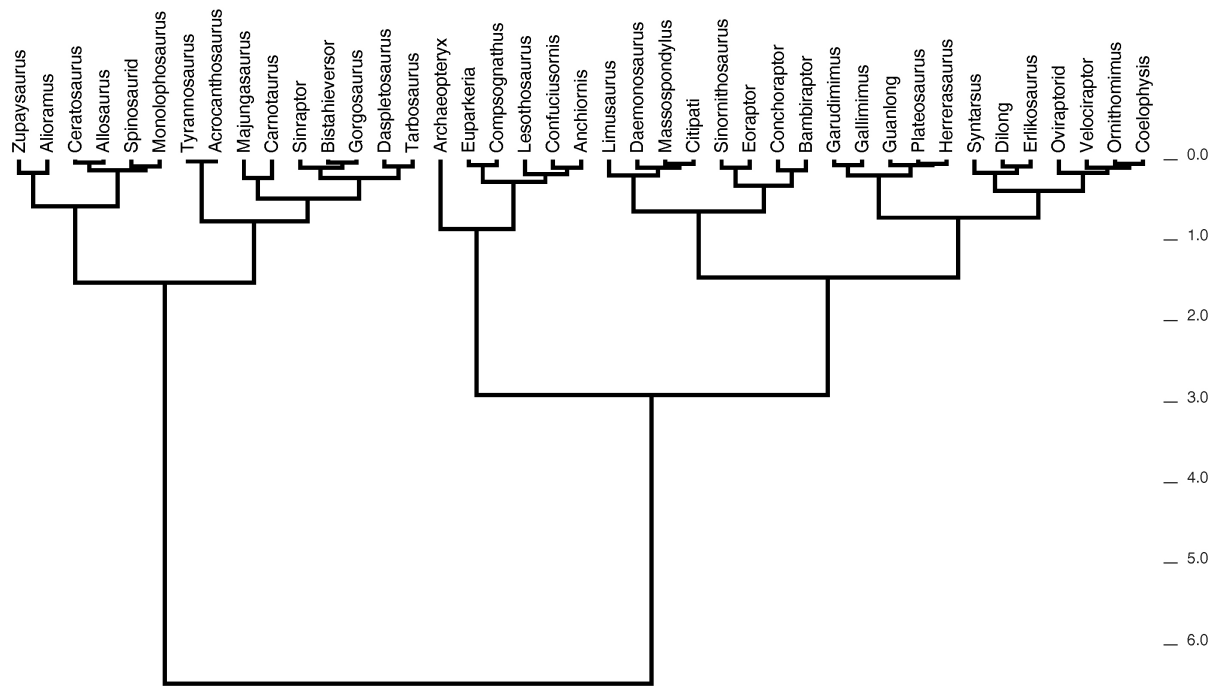 Zupaysaurus
Alioramus
Ceratosaurus
Allosaurus
Spinosaurid
Monolophosaurus
Tyrannosaurus
Acrocanthosaurus
Majungasaurus
Carnotaurus
Sinraptor
Bistahieversor
Gorgosaurus
Daspletosaurus
Tarbosaurus
Archaeopteryx
Euparkeria
Compsognathus
Lesothosaurus
Confuciusornis
Anchiornis
Limusaurus
Daemonosaurus
Massospondylus
Citipati
Sinornithosaurus
Eoraptor
Conchoraptor
Bambiraptor
Garudimimus
Gallimimus
Guanlong
Plateosaurus
Herrerasaurus
Syntarsus
Dilong
Erlikosaurus
Oviraptorid
Velociraptor
Ornithomimus
Coelophysis
0.0
1.0
2.0
3.0
4.0
5.0
6.0